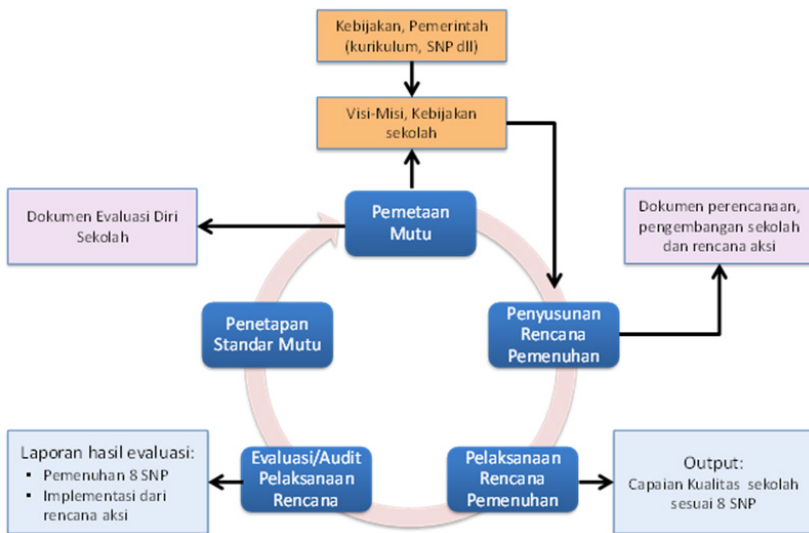 Kebijakan, Pemerintah
(kurikulum, SNP dll)
Visi-Misi, Kebijakan
sekolah
Dokumen Evaluasi Diri
Sekolah
Pemetaan
Mutu
Dokumen perencanaan,
pengembangan sekolah
dan rencana aksi
Penetapan
Standar Mutu
Penyusunan
Rencana
Pemenuhan
Laporan hasil evaluasi:
▪ Pemenuhan 8 SNP
▪ Implementasi dari
rencana aksi
Evaluasi/Audit
Pelaksanaan
Rencana
Pelaksanaan
Rencana
Pemenuhan
Output:
Capaian Kualitas sekolah
sesuai 8 SNP